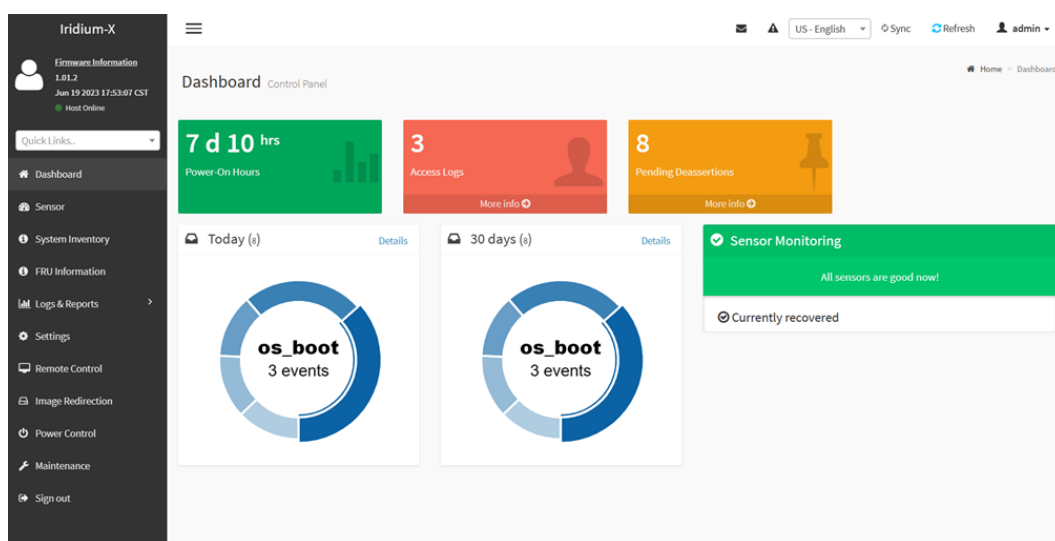 Iridium-X
US - English
Sync
Refresh
admin
Firmware Information
1.01.2
Jun 19 2023 17:53:07 CST
Host Online
Quick Links..
Dashboard
Sensor
System Inventory
FRU Information
Logs & Reports
Settings
Remote Control
Image Redirection
Power Control
Maintenance
Sign out
Dashboard Control Panel
Home > Dashboard
7 d 10 hrs
Power-On Hours
3
Access Logs
More info
8
Pending Deassertions
More info
Today (8)
Details
os_boot
3 events
30 days (8)
Details
os_boot
3 events
Sensor Monitoring
All sensors are good now!
Currently recovered